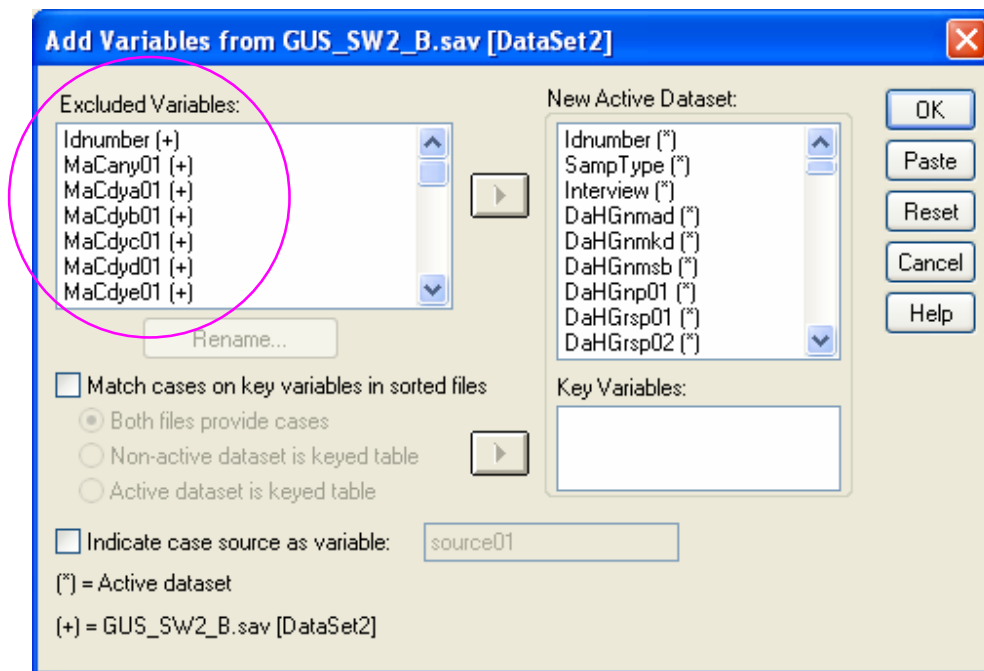 Add Variables from GUS_SW2_B.sav [DataSet2]
Excluded Variables:
Idnumber (+)
MaCany01 (+)
MaCdya01 (+)
MaCdyb01 (+)
MaCdyc01 (+)
MaCdyd01 (+)
MaCdye01 (+)
Rename...
New Active Dataset:
Idnumber (*)
SampType (*)
Interview (*)
DaHGnmad (*)
DaHGnmkd (*)
DaHGnmsb (*)
DaHGnp01 (*)
DaHGrsp01 (*)
DaHGrsp02 (*)
OK
Paste
Reset
Cancel
Help
Match cases on key variables in sorted files
Both files provide cases
Non-active dataset is keyed table
Active dataset is keyed table
Key Variables:
Indicate case source as variable:
source01
(*) = Active dataset
(+) = GUS_SW2_B.sav [DataSet2]